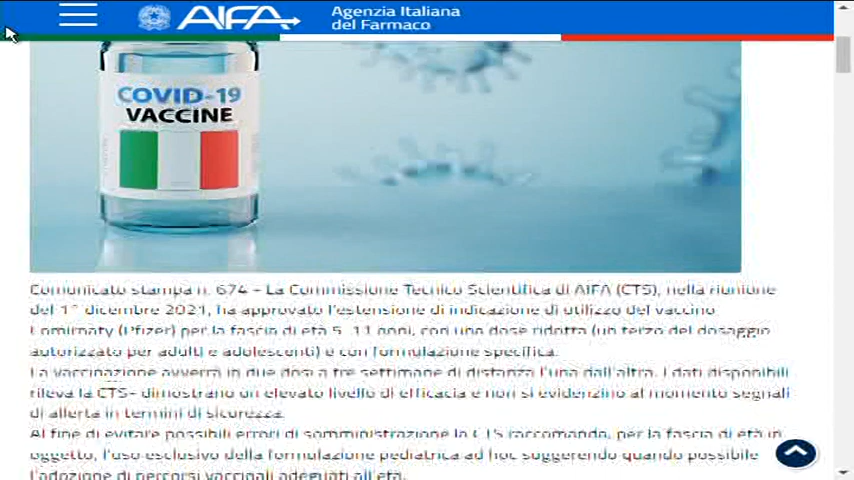 AIFA
Agenzia Italiana
del Farmaco
COVID-19
VACCINE
Comunicato stampa n. 674 - La Commissione Tecnico Scientifica di AIFA (CTS), nella riunione
del 1° dicembre 2021, ha approvato l'estensione di indicazione di utilizzo del vaccino
Comirnaty (Pfizer) per la fascia di età 5-11 anni, con una dose ridotta (un terzo del dosaggio
autorizzato per adulti e adolescenti) e con formulazione specifica.
La vaccinazione avverrà in due dosi a tre settimane di distanza l'una dall'altra. I dati disponibili
rileva la CTS- dimostrano un elevato livello di efficacia e non si evidenzino al momento segnali
di allerta in termini di sicurezza.
Al fine di evitare possibili errori di somministrazione la CTS raccomanda, per la fascia di età in
oggetto, l'uso esclusivo della formulazione pediatrica ad hoc suggerendo quando possibile
l'adozione di percorsi vaccinali adeguati all'età.